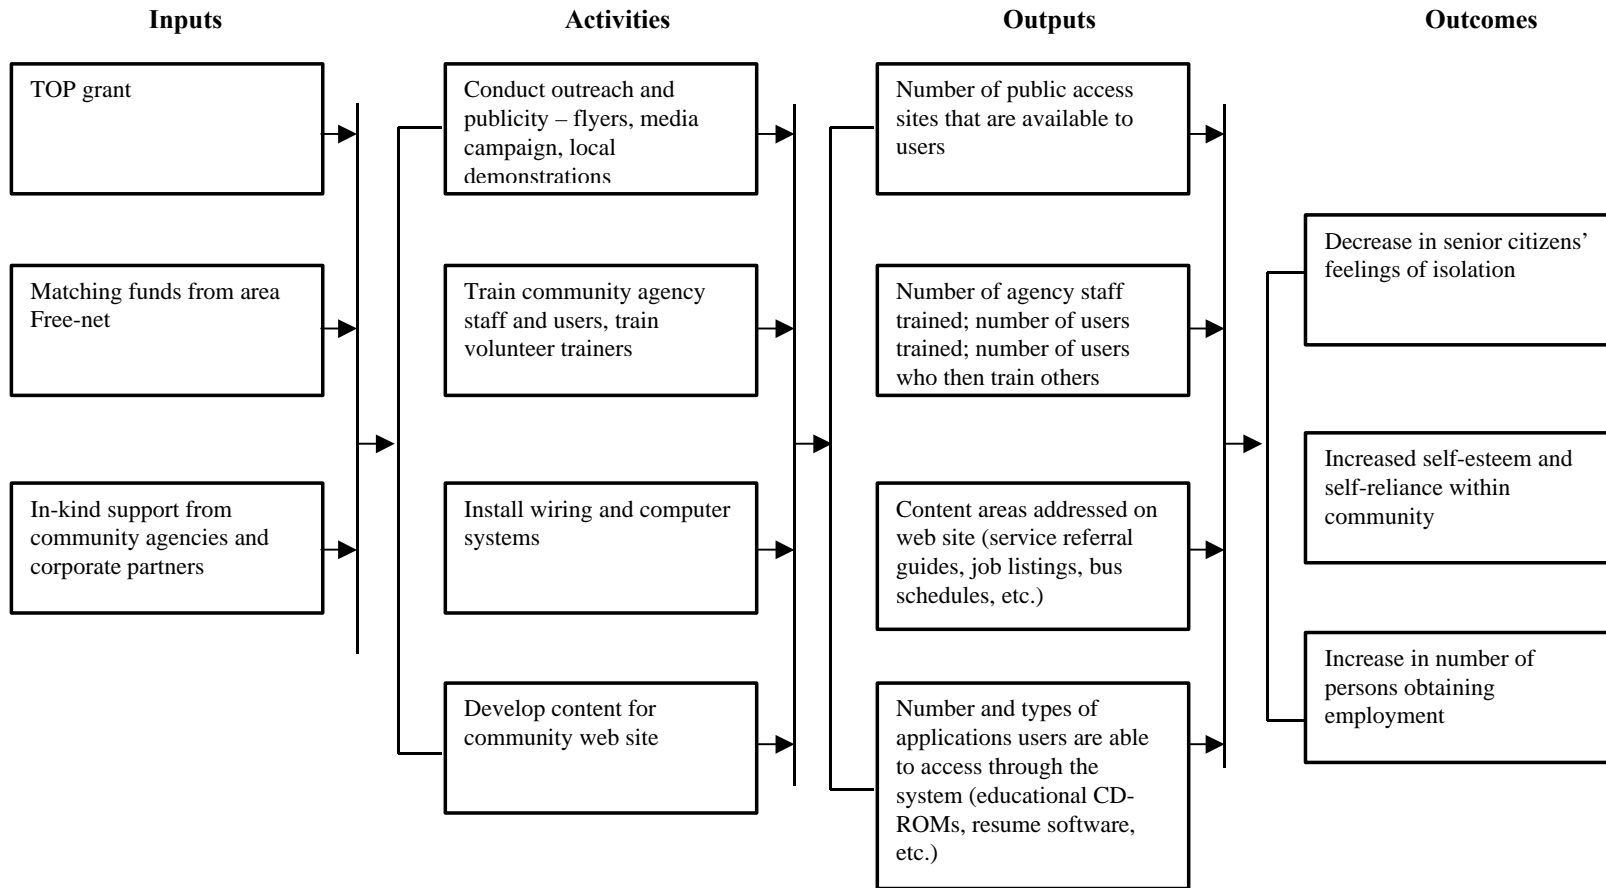 Inputs
Activities
Outputs
Outcomes
TOP grant
Matching funds from area
Free-net
In-kind support from
community agencies and
corporate partners
Conduct outreach and
publicity – flyers, media
campaign, local
demonstrations
Train community agency
staff and users, train
volunteer trainers
Install wiring and computer
systems
Develop content for
community web site
Number of public access
sites that are available to
users
Number of agency staff
trained; number of users
trained; number of users
who then train others
Content areas addressed on
web site (service referral
guides, job listings, bus
schedules, etc.)
Number and types of
applications users are able
to access through the
system (educational CD-
ROMs, resume software,
etc.)
Decrease in senior citizens’
feelings of isolation
Increased self-esteem and
self-reliance within
community
Increase in number of
persons obtaining
employment